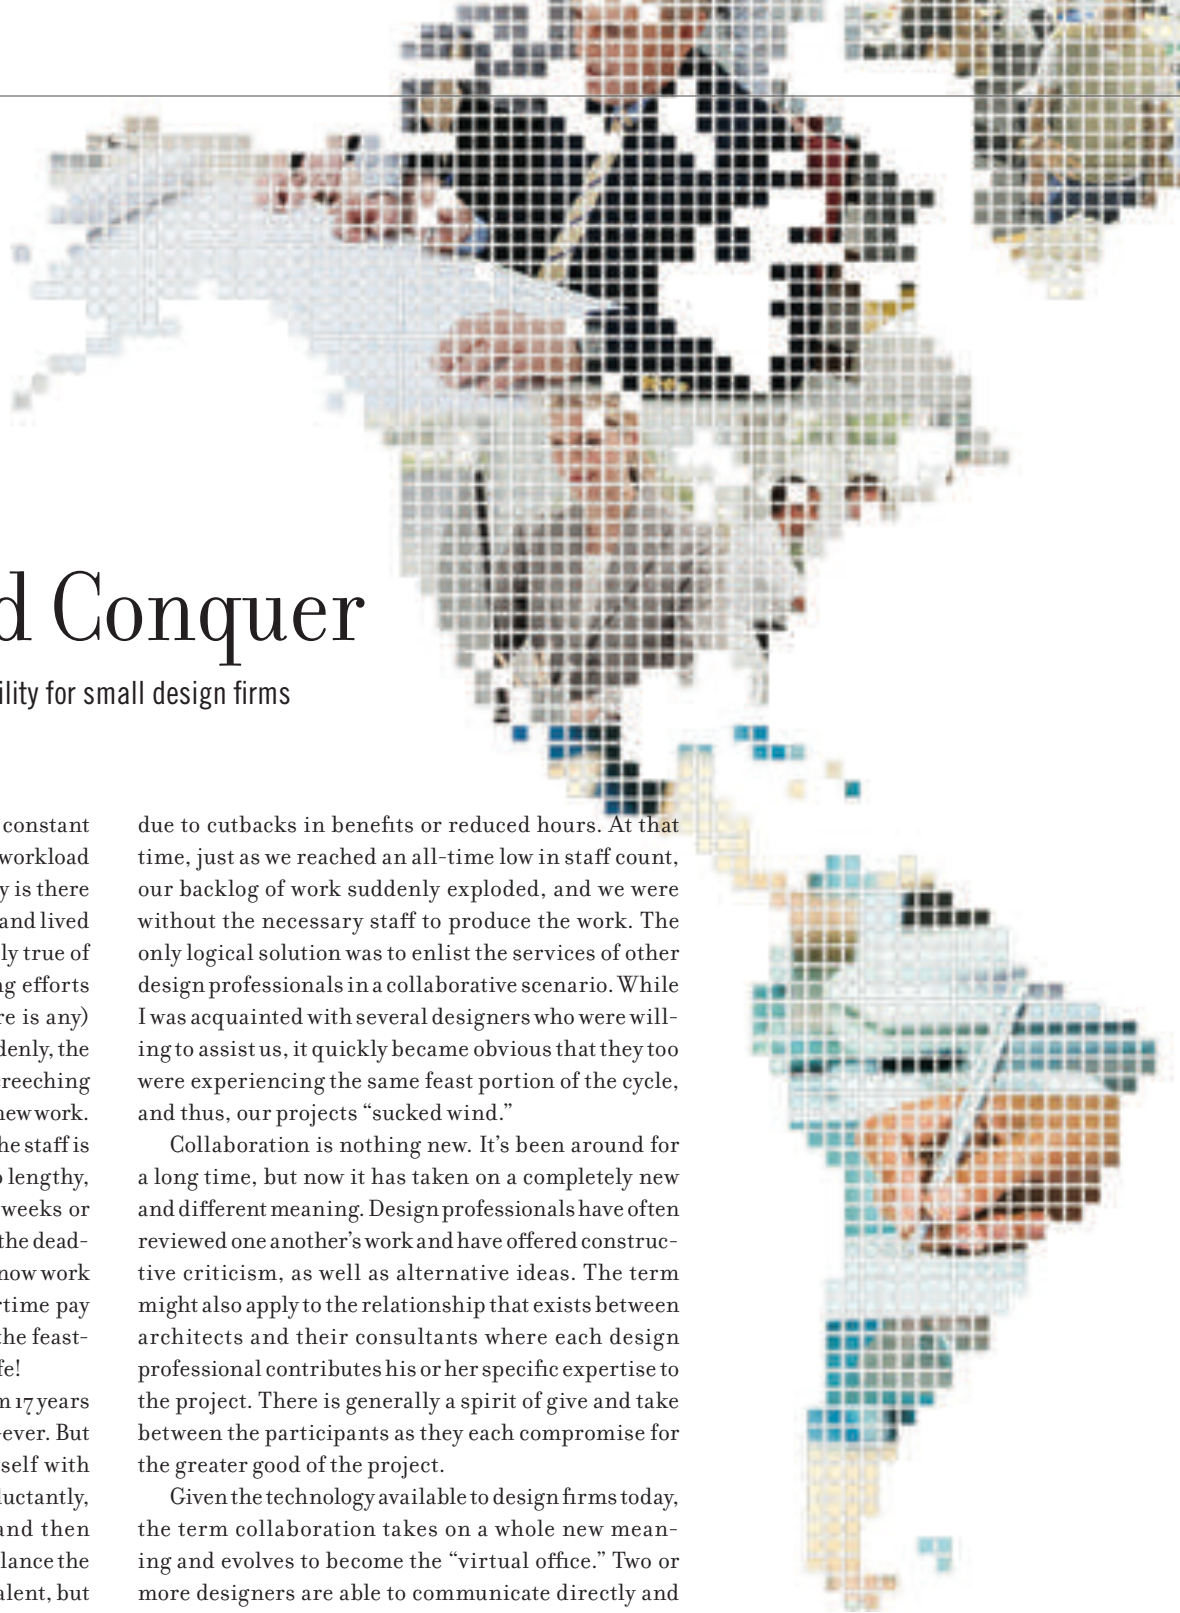 d Conquer
ility for small design firms
constant
workload
y is there
and lived
ly true of
ng efforts
re is any)
denly, the
creeching
new work.
he staff is
o lengthy,
weeks or
the dead-
now work
rtime pay
the feast-
fe!
n 17 years
-ever. But
self with
luctantly,
and then
lance the
alent, but
due to cutbacks in benefits or reduced hours. At that
time, just as we reached an all-time low in staff count,
our backlog of work suddenly exploded, and we were
without the necessary staff to produce the work. The
only logical solution was to enlist the services of other
design professionals in a collaborative scenario. While
I was acquainted with several designers who were will-
ing to assist us, it quickly became obvious that they too
were experiencing the same feast portion of the cycle,
and thus, our projects “sucked wind.”
Collaboration is nothing new. It’s been around for
a long time, but now it has taken on a completely new
and different meaning. Design professionals have often
reviewed one another’s work and have offered construc-
tive criticism, as well as alternative ideas. The term
might also apply to the relationship that exists between
architects and their consultants where each design
professional contributes his or her specific expertise to
the project. There is generally a spirit of give and take
between the participants as they each compromise for
the greater good of the project.
Given the technology available to design firms today,
the term collaboration takes on a whole new mean-
ing and evolves to become the “virtual office.” Two or
more designers are able to communicate directly and